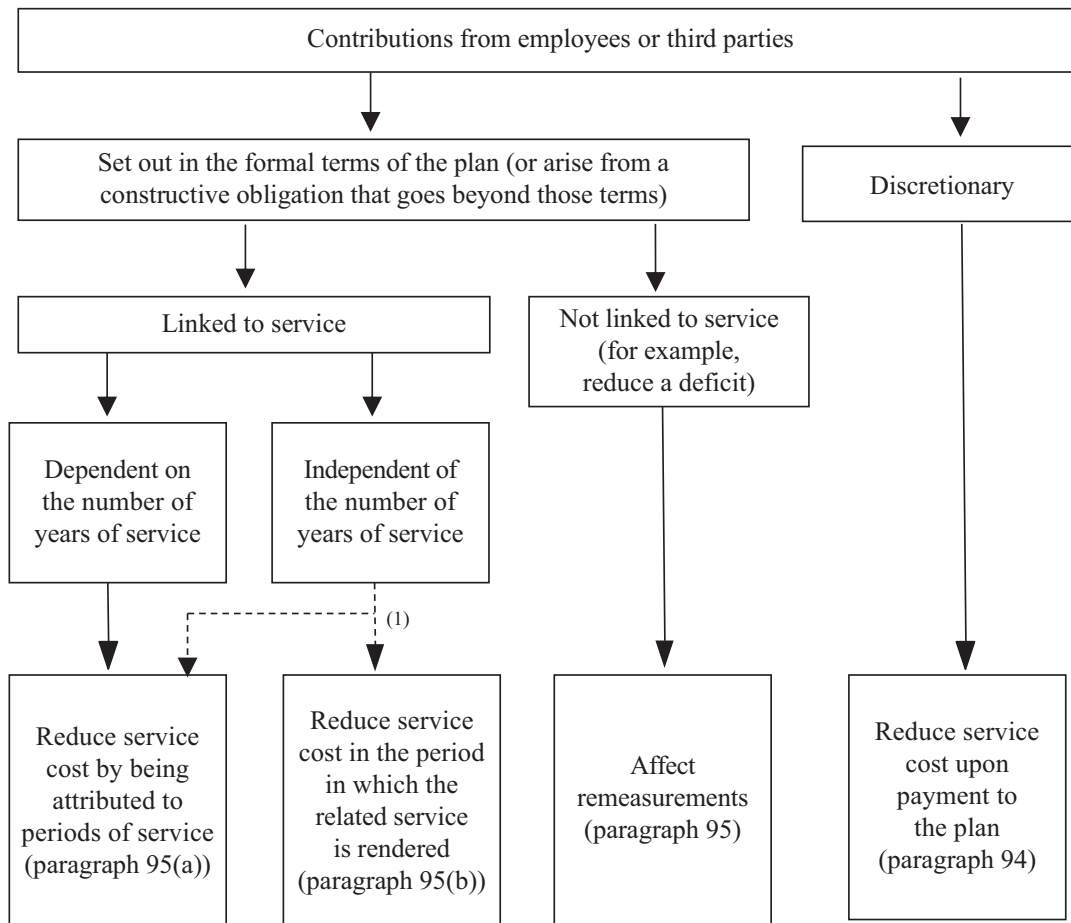 Contributions from employees or third parties
Set out in the formal terms of the plan (or arise from a
constructive obligation that goes beyond those terms)
Discretionary
Linked to service
Not linked to service
(for example,
reduce a deficit)
Dependent on
the number of
years of service
Independent of
the number of
years of service
(1)
Reduce service
cost by being
attributed to
periods of service
(paragraph 95(a))
Reduce service
cost in the period
in which the
related service
is rendered
(paragraph 95(b))
Affect
remeasurements
(paragraph 95)
Reduce service
cost upon
payment to
the plan
(paragraph 94)